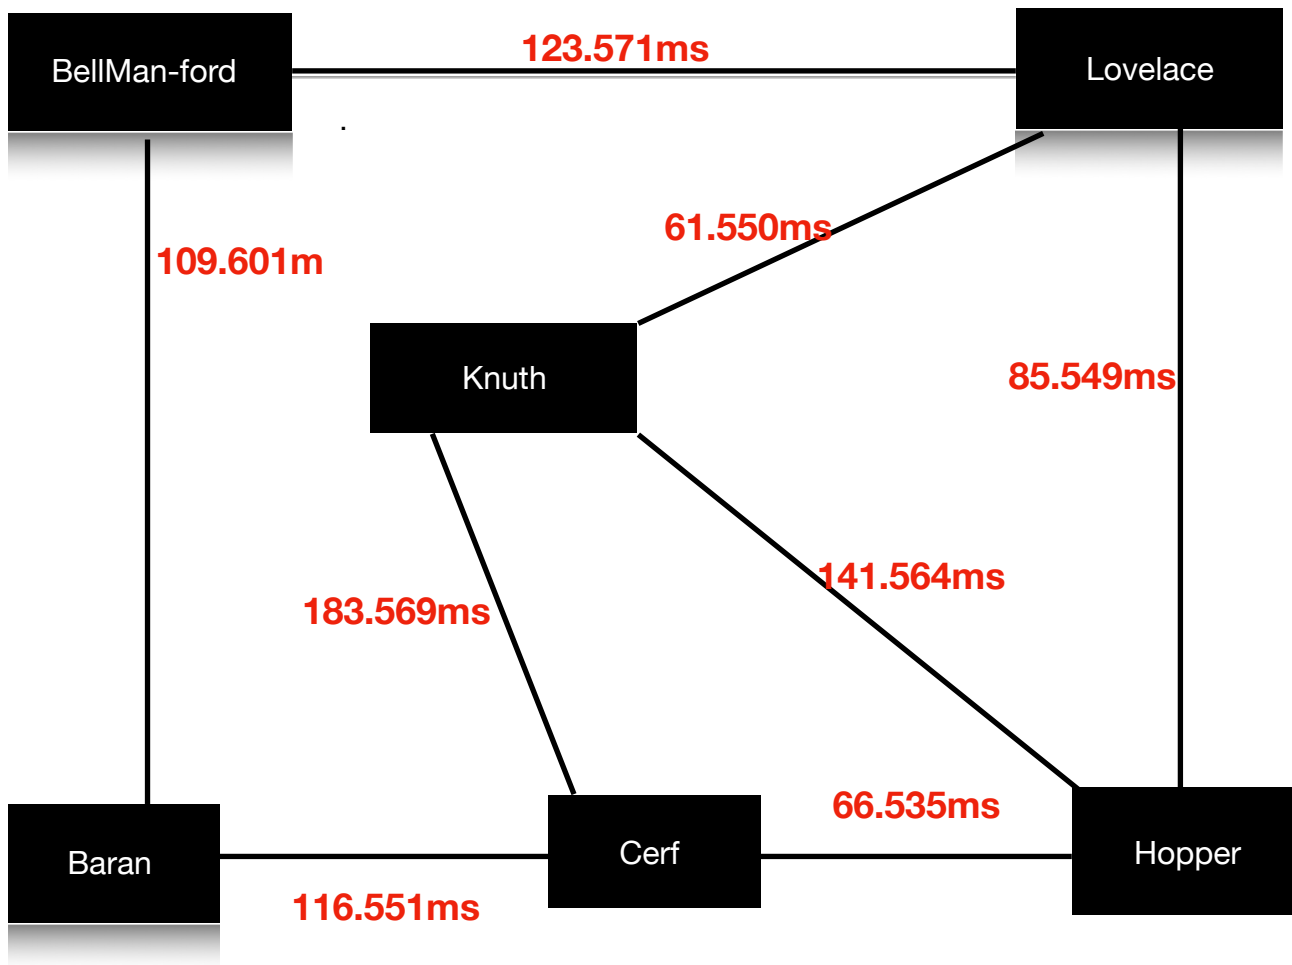 BellMan-ford
123.571ms
Lovelace
.
61.550ms
109.601m
Knuth
85.549ms
141.564ms
183.569ms
66.535ms
Baran
Cerf
Hopper
116.551ms